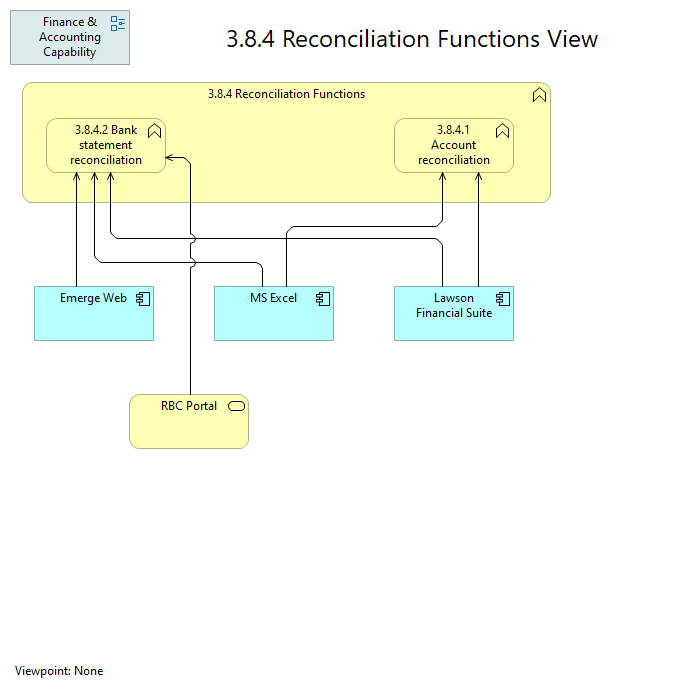 Finance &
Accounting
Capability
3.8.4 Reconciliation Functions View
3.8.4 Reconciliation Functions
3.8.4.2 Bank
statement
reconciliation
3.8.4.1
Account
reconciliation
Emerge Web
MS Excel
Lawson
Financial Suite
RBC Portal
Viewpoint: None